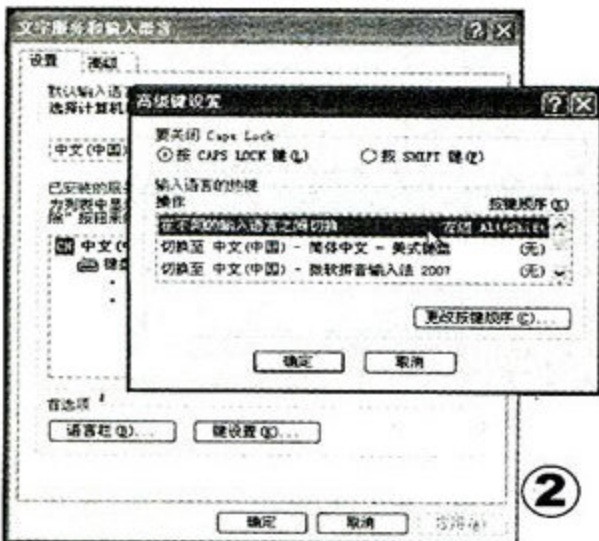 文字服务和输入语言
设置 高级
默认输入语言
选择计算机
中文(中国)
已安装的服务
为列表中显
除"按钮来
CH 中文(中
键盘
首选项
语言栏(B)... 键设置(K)...
确定 取消 应用(A)
高级键设置
要关闭 Caps Lock
按 CAPS LOCK 键(L) 按 SHIFT 键(F)
输入语言的热键
操作 按键顺序(K)
在不同的输入语言之间切换 左侧 Alt+Shift
切换至 中文(中国) - 简体中文 - 美式键盘 (无)
切换至 中文(中国) - 微软拼音输入法 2007 (无)
更改按键顺序(C)...
确定 取消
2